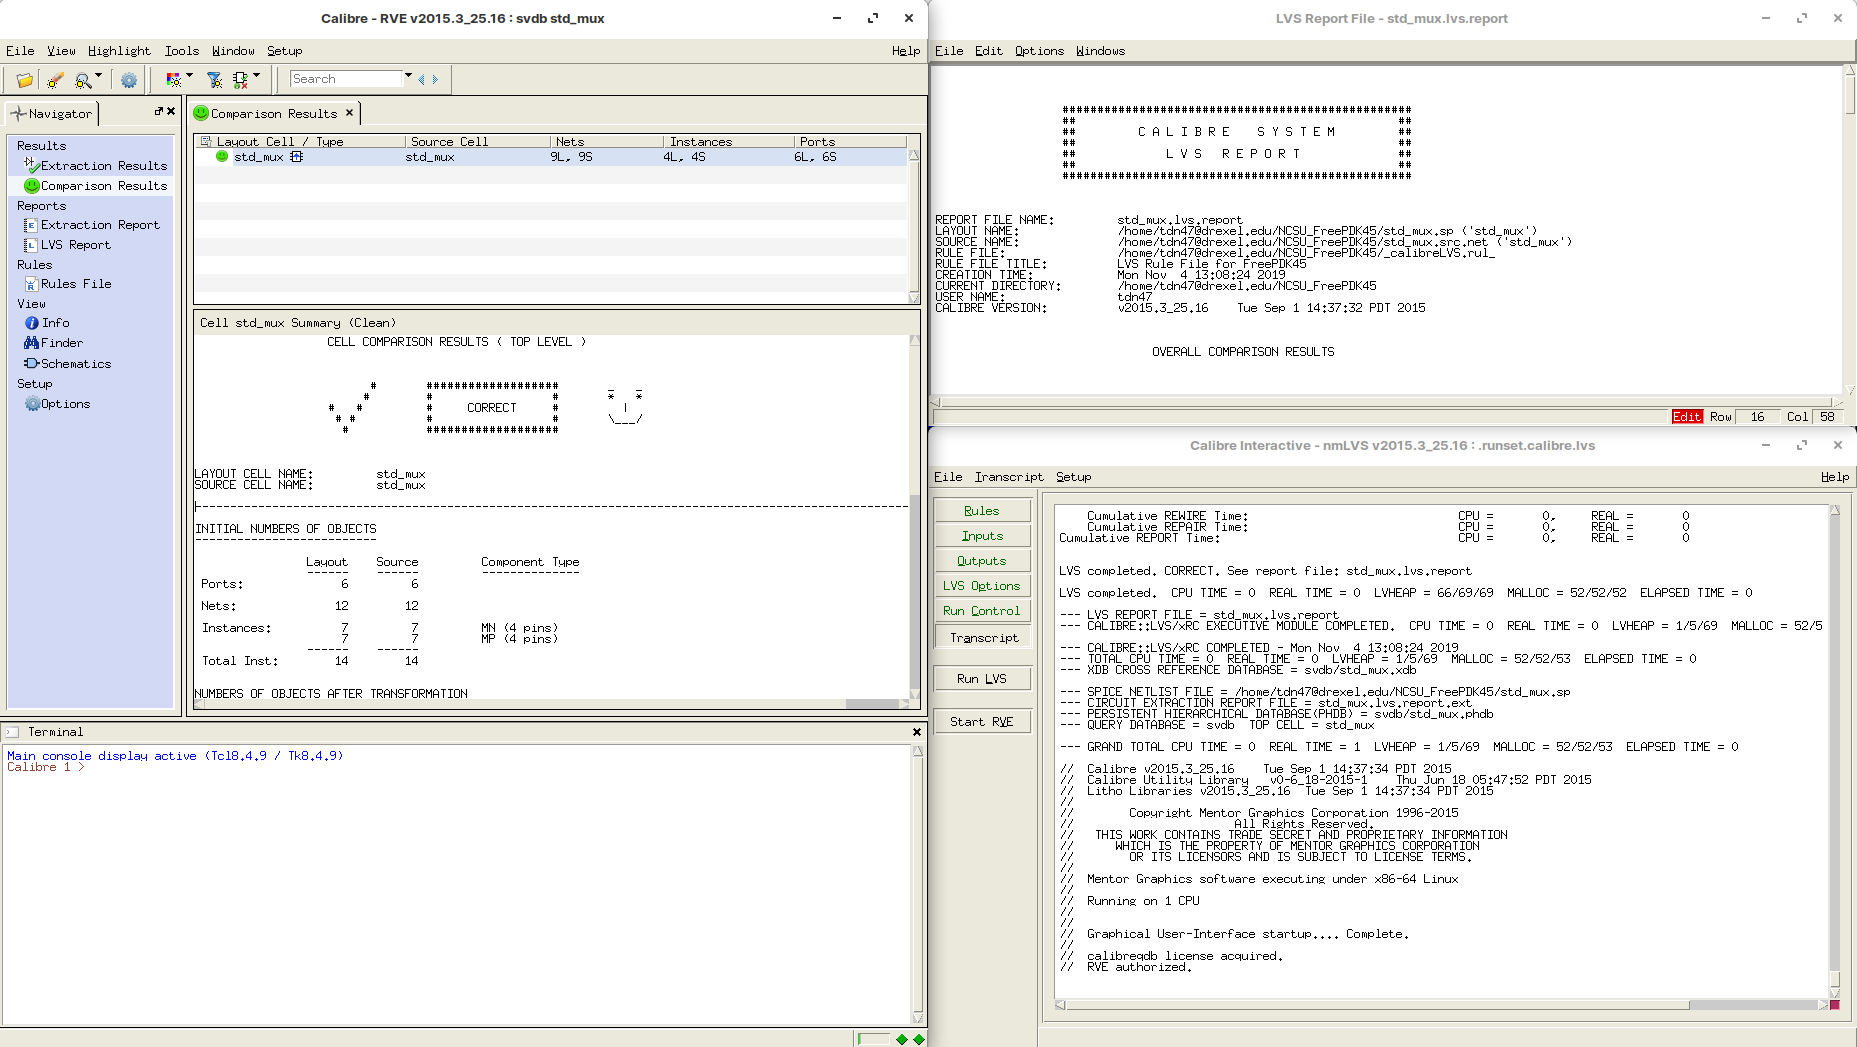 Calibre - RVE v2015.3_25.16 : svdb std_mux
File View Highlight Tools Window Setup Help
Search
Navigator
Results
Extraction Results
Comparison Results
Reports
Extraction Report
LVS Report
Rules
Rules File
View
Info
Finder
Schematics
Setup
Options
Comparison Results
Layout Cell / Type Source Cell Nets Instances Ports
std_mux std_mux 9L, 9S 4L, 4S 6L, 6S
Cell std_mux Summary (Clean)
CELL COMPARISON RESULTS ( TOP LEVEL )
# ################### _ _
# # # * *
# # # CORRECT # |
# # # # \___/
# ###################
LAYOUT CELL NAME: std_mux
SOURCE CELL NAME: std_mux
INITIAL NUMBERS OF OBJECTS
--------------------------
Layout Source Component Type
------ ------ --------------
Ports: 6 6
Nets: 12 12
Instances: 7 7 MN (4 pins)
7 7 MP (4 pins)
------ ------
Total Inst: 14 14
NUMBERS OF OBJECTS AFTER TRANSFORMATION
Terminal
Main console display active (Tcl8.4.9 / Tk8.4.9)
Calibre 1 >
LVS Report File - std_mux.lvs.report
File Edit Options Windows
##################################################
## ##
## C A L I B R E S Y S T E M ##
## ##
## L V S R E P O R T ##
## ##
##################################################
REPORT FILE NAME: std_mux.lvs.report
LAYOUT NAME: /home/tdn47@drexel.edu/NCSU_FreePDK45/std_mux.sp ('std_mux')
SOURCE NAME: /home/tdn47@drexel.edu/NCSU_FreePDK45/std_mux.src.net ('std_mux')
RULE FILE: /home/tdn47@drexel.edu/NCSU_FreePDK45/_calibreLVS.rul_
RULE FILE TITLE: LVS Rule File for FreePDK45
CREATION TIME: Mon Nov 4 13:08:24 2019
CURRENT DIRECTORY: /home/tdn47@drexel.edu/NCSU_FreePDK45
USER NAME: tdn47
CALIBRE VERSION: v2015.3_25.16 Tue Sep 1 14:37:32 PDT 2015
OVERALL COMPARISON RESULTS
Edit Row 16 Col 58
Calibre Interactive - nmLVS v2015.3_25.16 : .runset.calibre.lvs
File Transcript Setup Help
Rules
Inputs
Outputs
LVS Options
Run Control
Transcript
Run LVS
Start RVE
Cumulative REWIRE Time: CPU = 0, REAL = 0
Cumulative REPAIR Time: CPU = 0, REAL = 0
Cumulative REPORT Time: CPU = 0, REAL = 0
LVS completed. CORRECT. See report file: std_mux.lvs.report
LVS completed. CPU TIME = 0 REAL TIME = 0 LVHEAP = 66/69/69 MALLOC = 52/52/52 ELAPSED TIME = 0
--- LVS REPORT FILE = std_mux.lvs.report
--- CALIBRE::LVS/xRC EXECUTIVE MODULE COMPLETED. CPU TIME = 0 REAL TIME = 0 LVHEAP = 1/5/69 MALLOC = 52/5
--- CALIBRE::LVS/xRC COMPLETED - Mon Nov 4 13:08:24 2019
--- TOTAL CPU TIME = 0 REAL TIME = 0 LVHEAP = 1/5/69 MALLOC = 52/52/53 ELAPSED TIME = 0
--- XDB CROSS REFERENCE DATABASE = svdb/std_mux.xdb
--- SPICE NETLIST FILE = /home/tdn47@drexel.edu/NCSU_FreePDK45/std_mux.sp
--- CIRCUIT EXTRACTION REPORT FILE = std_mux.lvs.report.ext
--- PERSISTENT HIERARCHICAL DATABASE(PHDB) = svdb/std_mux.phdb
--- QUERY DATABASE = svdb TOP CELL = std_mux
--- GRAND TOTAL CPU TIME = 0 REAL TIME = 1 LVHEAP = 1/5/69 MALLOC = 52/52/53 ELAPSED TIME = 0
// Calibre v2015.3_25.16 Tue Sep 1 14:37:34 PDT 2015
// Calibre Utility Library v0-6_18-2015-1 Thu Jun 18 05:47:52 PDT 2015
// Litho Libraries v2015.3_25.16 Tue Sep 1 14:37:34 PDT 2015
//
// Copyright Mentor Graphics Corporation 1996-2015
// All Rights Reserved.
// THIS WORK CONTAINS TRADE SECRET AND PROPRIETARY INFORMATION
// WHICH IS THE PROPERTY OF MENTOR GRAPHICS CORPORATION
// OR ITS LICENSORS AND IS SUBJECT TO LICENSE TERMS.
//
// Mentor Graphics software executing under x86-64 Linux
//
// Running on 1 CPU
//
//
// Graphical User-Interface startup.... Complete.
//
// calibreqdb license acquired.
// RVE authorized.